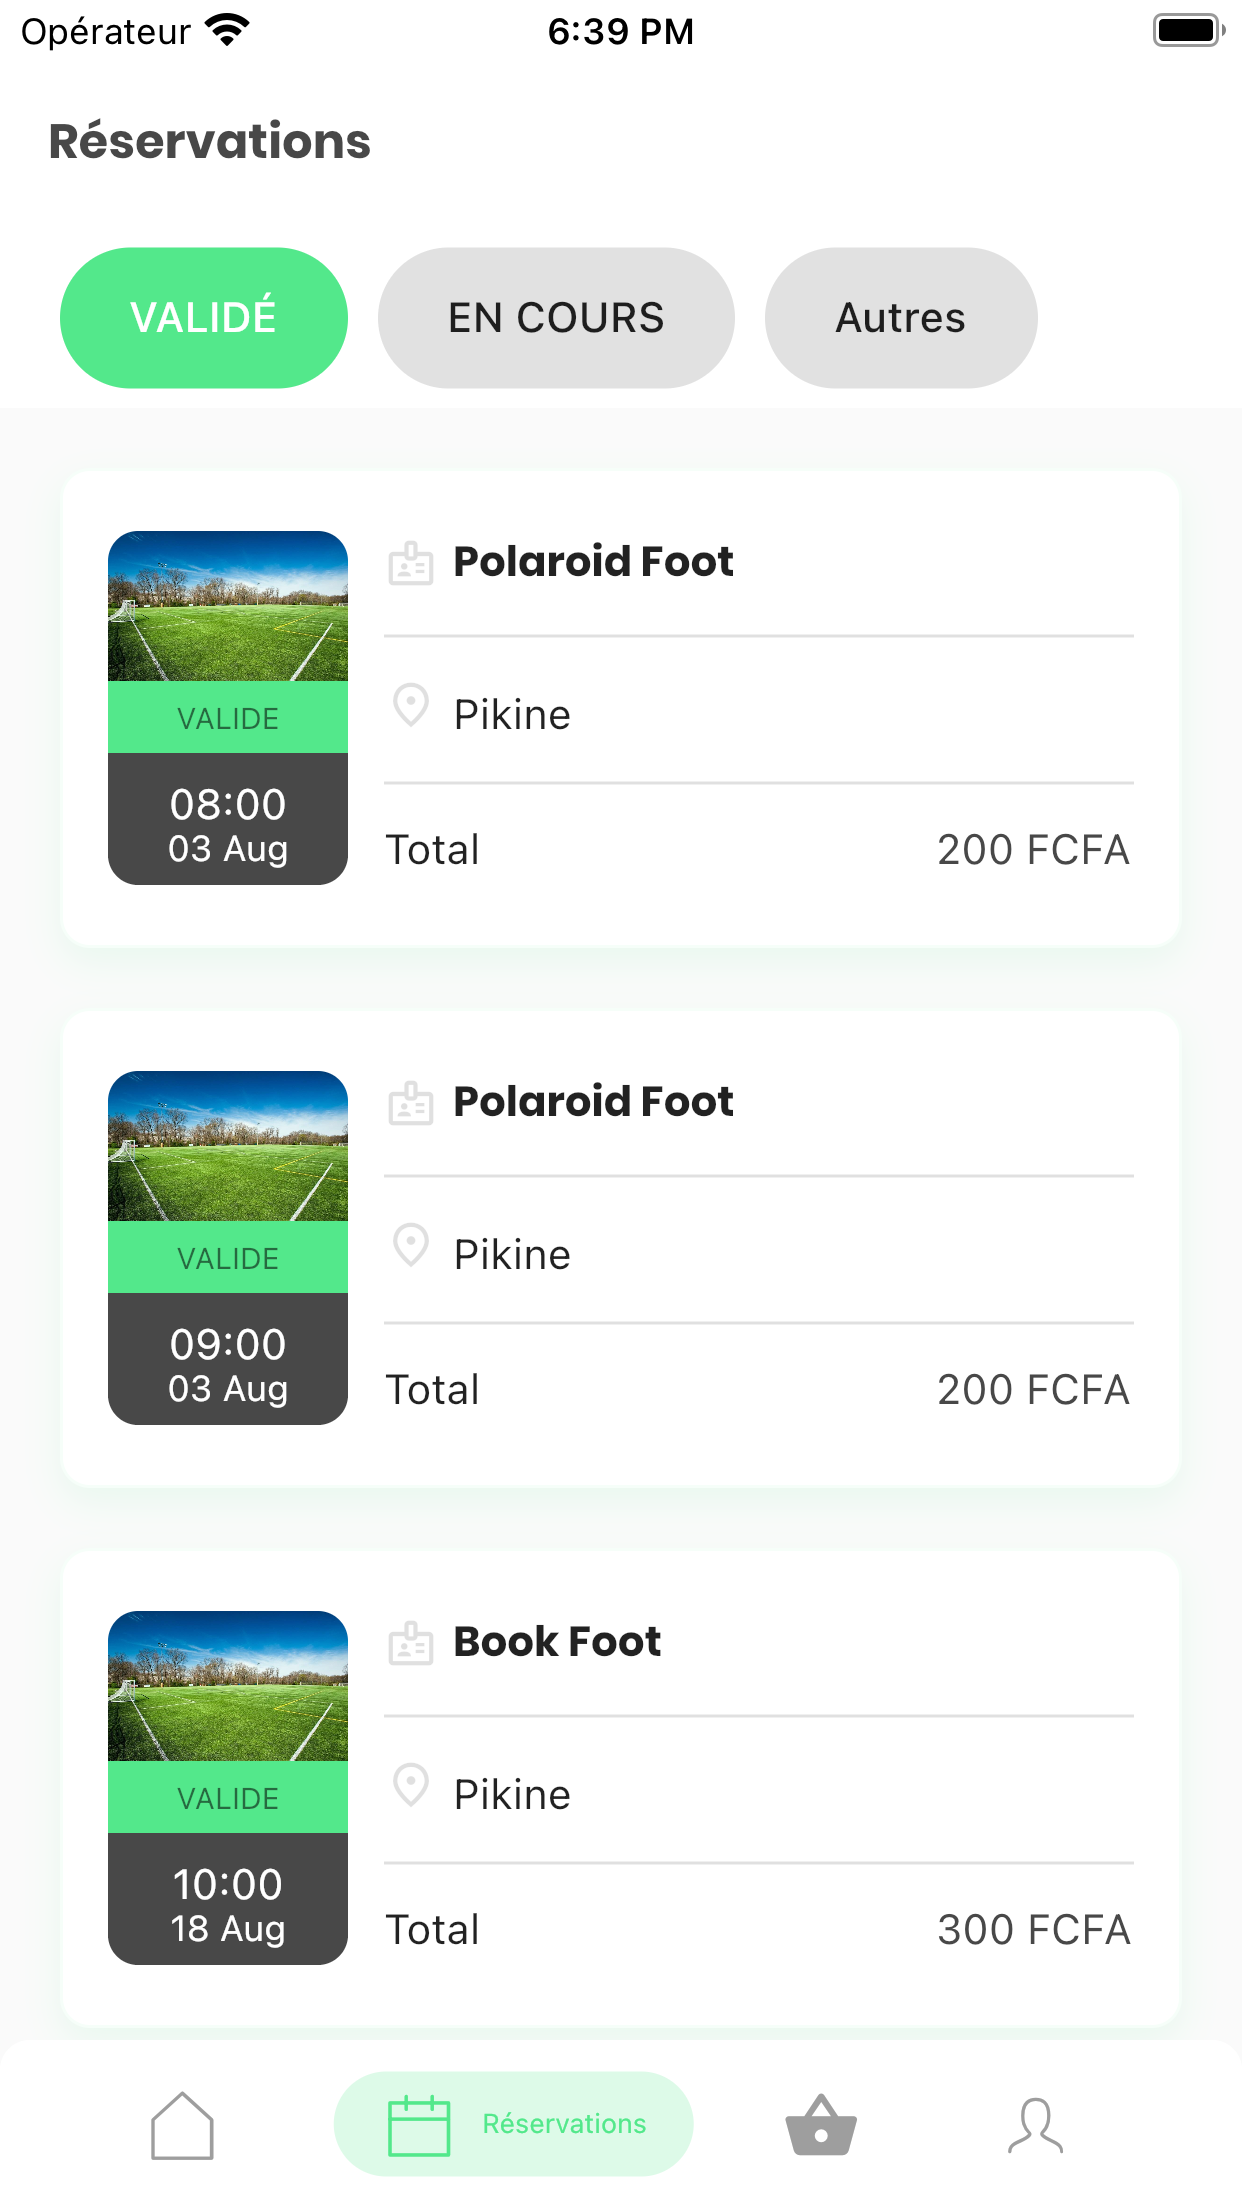 Opérateur 6:39 PM
Réservations
VALIDÉ EN COURS Autres
Polaroid Foot
Pikine
VALIDE
08:00
03 Aug
Total 200 FCFA
Polaroid Foot
Pikine
VALIDE
09:00
03 Aug
Total 200 FCFA
Book Foot
Pikine
VALIDE
10:00
18 Aug
Total 300 FCFA
Réservations